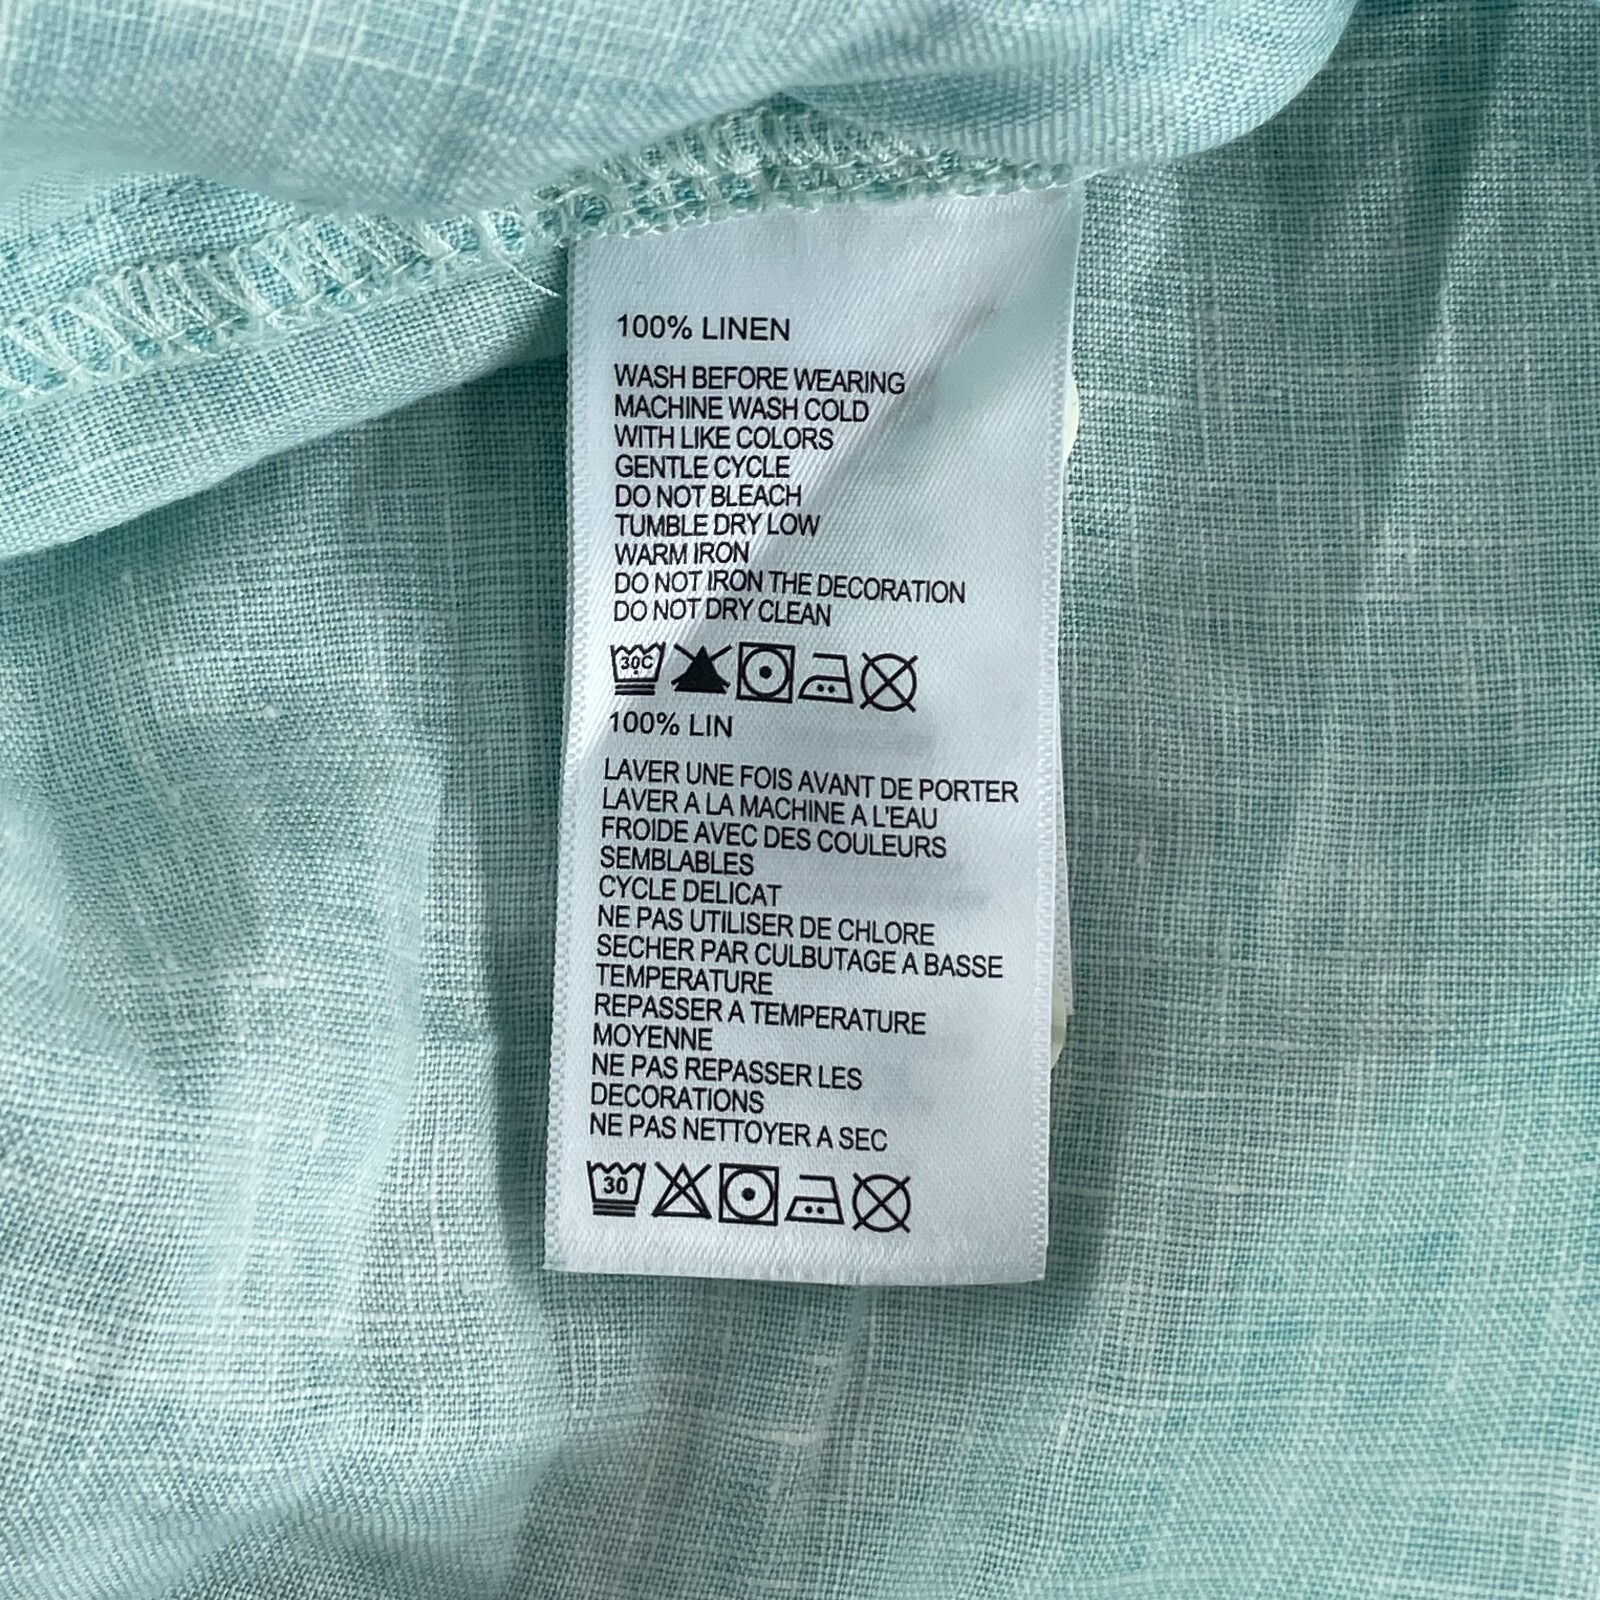 100% LINEN
WASH BEFORE WEARING
MACHINE WASH COLD
WITH LIKE COLORS
GENTLE CYCLE
DO NOT BLEACH
TUMBLE DRY LOW
WARM IRON
DO NOT IRON THE DECORATION
DO NOT DRY CLEAN
30C
100% LIN
LAVER UNE FOIS AVANT DE PORTER
LAVER A LA MACHINE A L'EAU
FROIDE AVEC DES COULEURS
SEMBLABLES
CYCLE DELICAT
NE PAS UTILISER DE CHLORE
SECHER PAR CULBUTAGE A BASSE
TEMPERATURE
REPASSER A TEMPERATURE
MOYENNE
NE PAS REPASSER LES
DECORATIONS
NE PAS NETTOYER A SEC
30